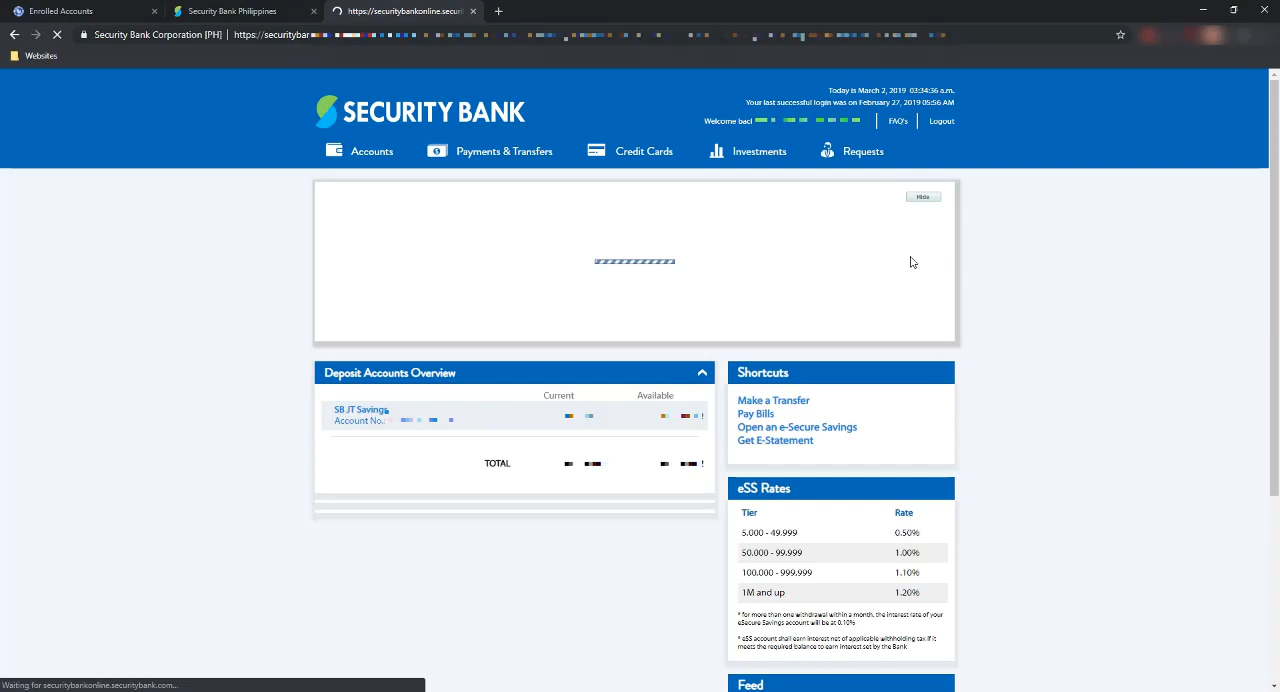 Enrolled Accounts
Security Bank Philippines
https://securitybankonline.securi
Security Bank Corporation [PH] | https://securitybar
Websites
Today is March 2, 2019 03:34:36 a.m.
Your last successful login was on February 27, 2019 05:56 AM
SECURITY BANK
Welcome bacl
FAQ's
Logout
Accounts
Payments & Transfers
Credit Cards
Investments
Requests
Hide
Deposit Accounts Overview
Current Available
SB JT Savings
Account No.:
TOTAL
Shortcuts
Make a Transfer
Pay Bills
Open an e-Secure Savings
Get E-Statement
eSS Rates
Tier Rate
5,000 - 49,999 0.50%
50,000 - 99,999 1.00%
100,000 - 999,999 1.10%
1M and up 1.20%
* for more than one withdrawal within a month, the interest rate of your
eSecure Savings account will be at 0.10%
* eSS account shall earn interest net of applicable withholding tax if it
meets the required balance to earn interest set by the Bank
Feed
Waiting for securitybankonline.securitybank.com...